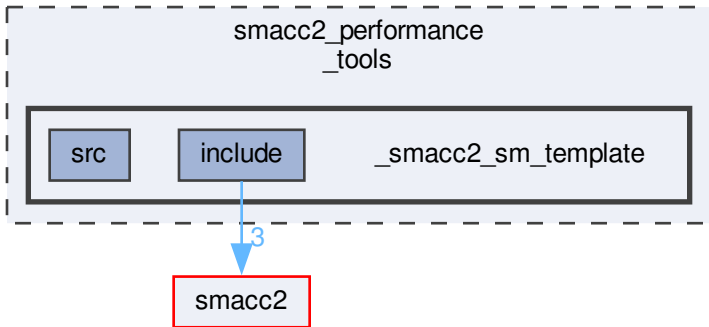 smacc2_performance
_tools
src
include
_smacc2_sm_template
3
smacc2